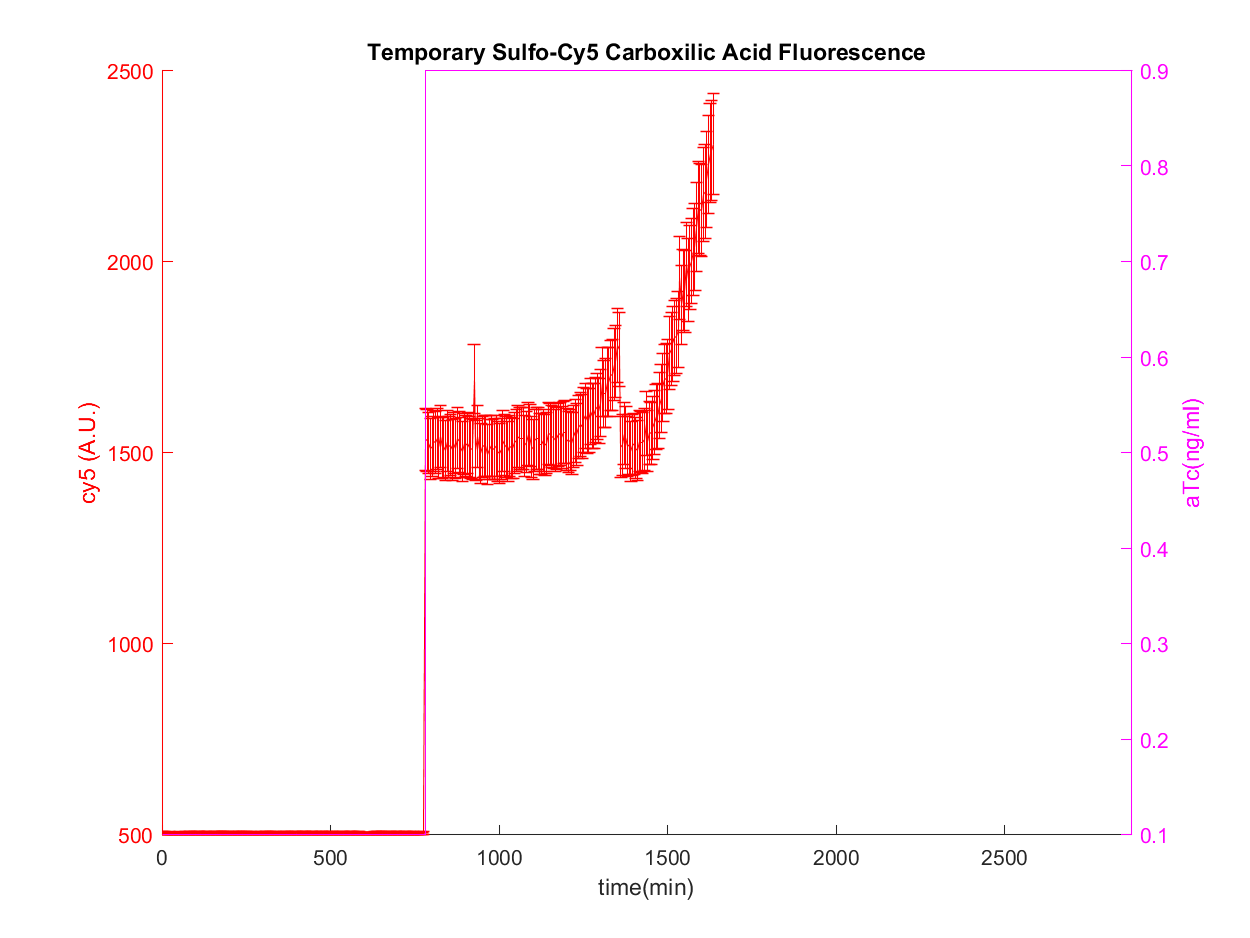 Temporary Sulfo-Cy5 Carboxilic Acid Fluorescence
2500
2000
1500
1000
500
cy5 (A.U.)
0.9
0.8
0.7
0.6
0.5
0.4
0.3
0.2
0.1
aTc(ng/ml)
0 500 1000 1500 2000 2500
time(min)